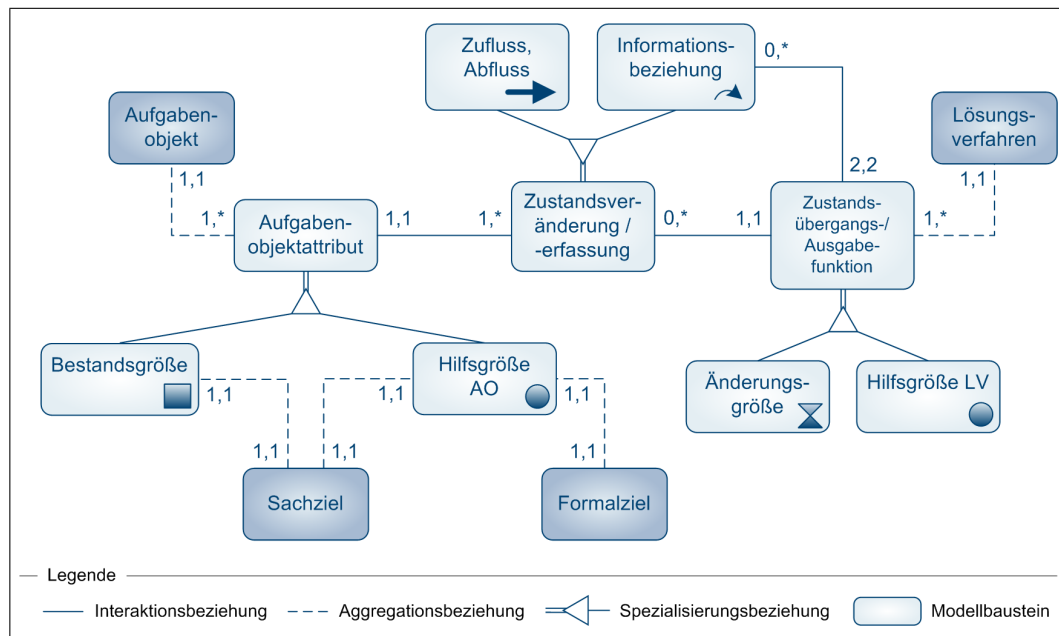 Zufluss,
Abfluss
Informations-
beziehung
0,*
Aufgaben-
objekt
Lösungs-
verfahren
1,1
2,2
1,1
1,*
Aufgaben-
objektattribut
1,1
1,*
Zustandsver-
änderung /
-erfassung
0,*
1,1
Zustands-
übergangs-/
Ausgabe-
funktion
1,*
Bestandsgröße
1,1
1,1
Hilfsgröße
AO
1,1
Änderungs-
größe
Hilfsgröße LV
1,1
1,1
1,1
Sachziel
Formalziel
Legende
Interaktionsbeziehung
Aggregationsbeziehung
Spezialisierungsbeziehung
Modellbaustein